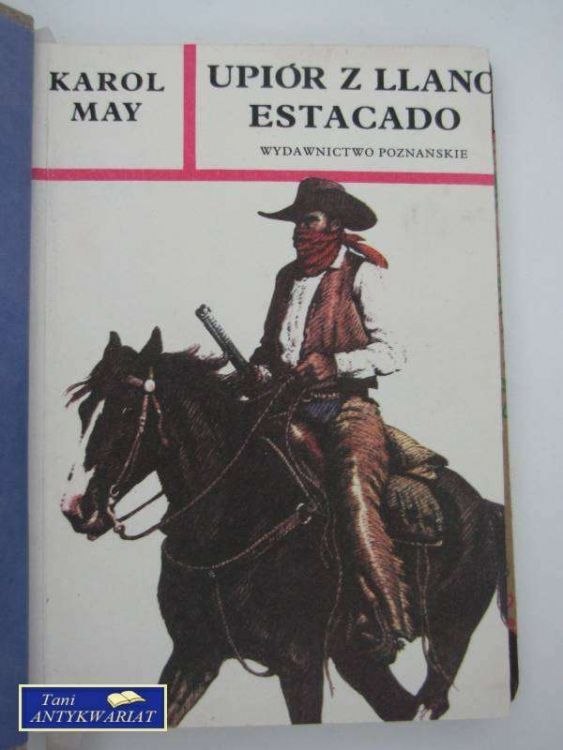 KAROL
MAY
UPIÓR Z LLANO
ESTACADO
WYDAWNICTWO POZNAŃSKIE
Tani
ANTYKWARIAT